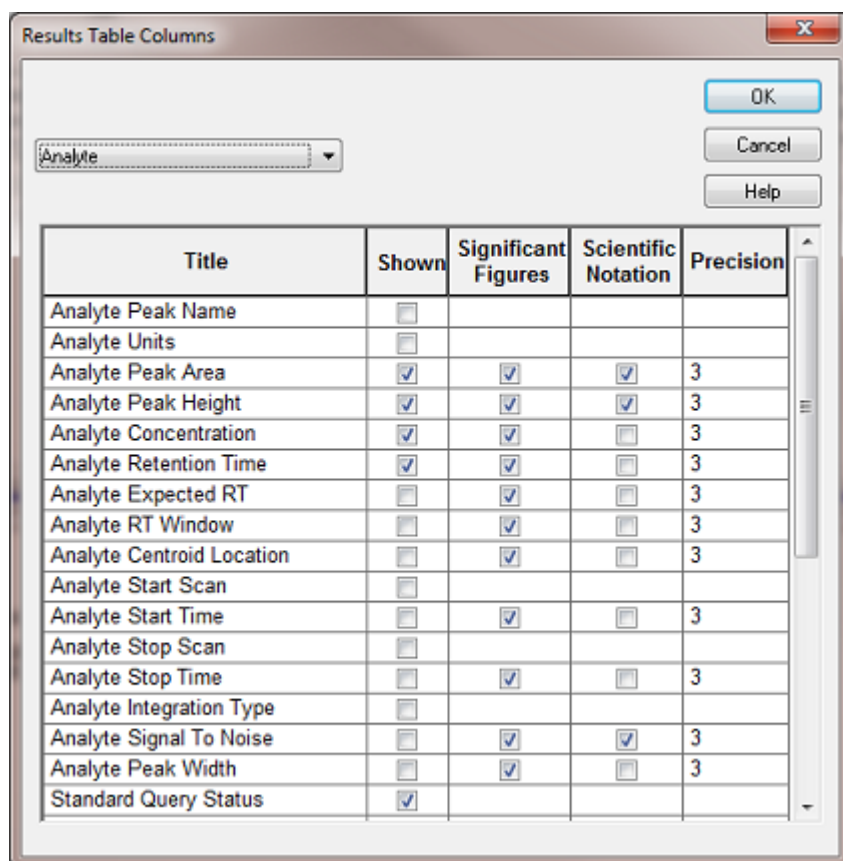 Results Table Columns
OK
Analyte
Cancel
Help
Title Shown Significant Figures Scientific Notation Precision
Analyte Peak Name
Analyte Units
Analyte Peak Area 3
Analyte Peak Height 3
Analyte Concentration 3
Analyte Retention Time 3
Analyte Expected RT 3
Analyte RT Window 3
Analyte Centroid Location 3
Analyte Start Scan
Analyte Start Time 3
Analyte Stop Scan
Analyte Stop Time 3
Analyte Integration Type
Analyte Signal To Noise 3
Analyte Peak Width 3
Standard Query Status